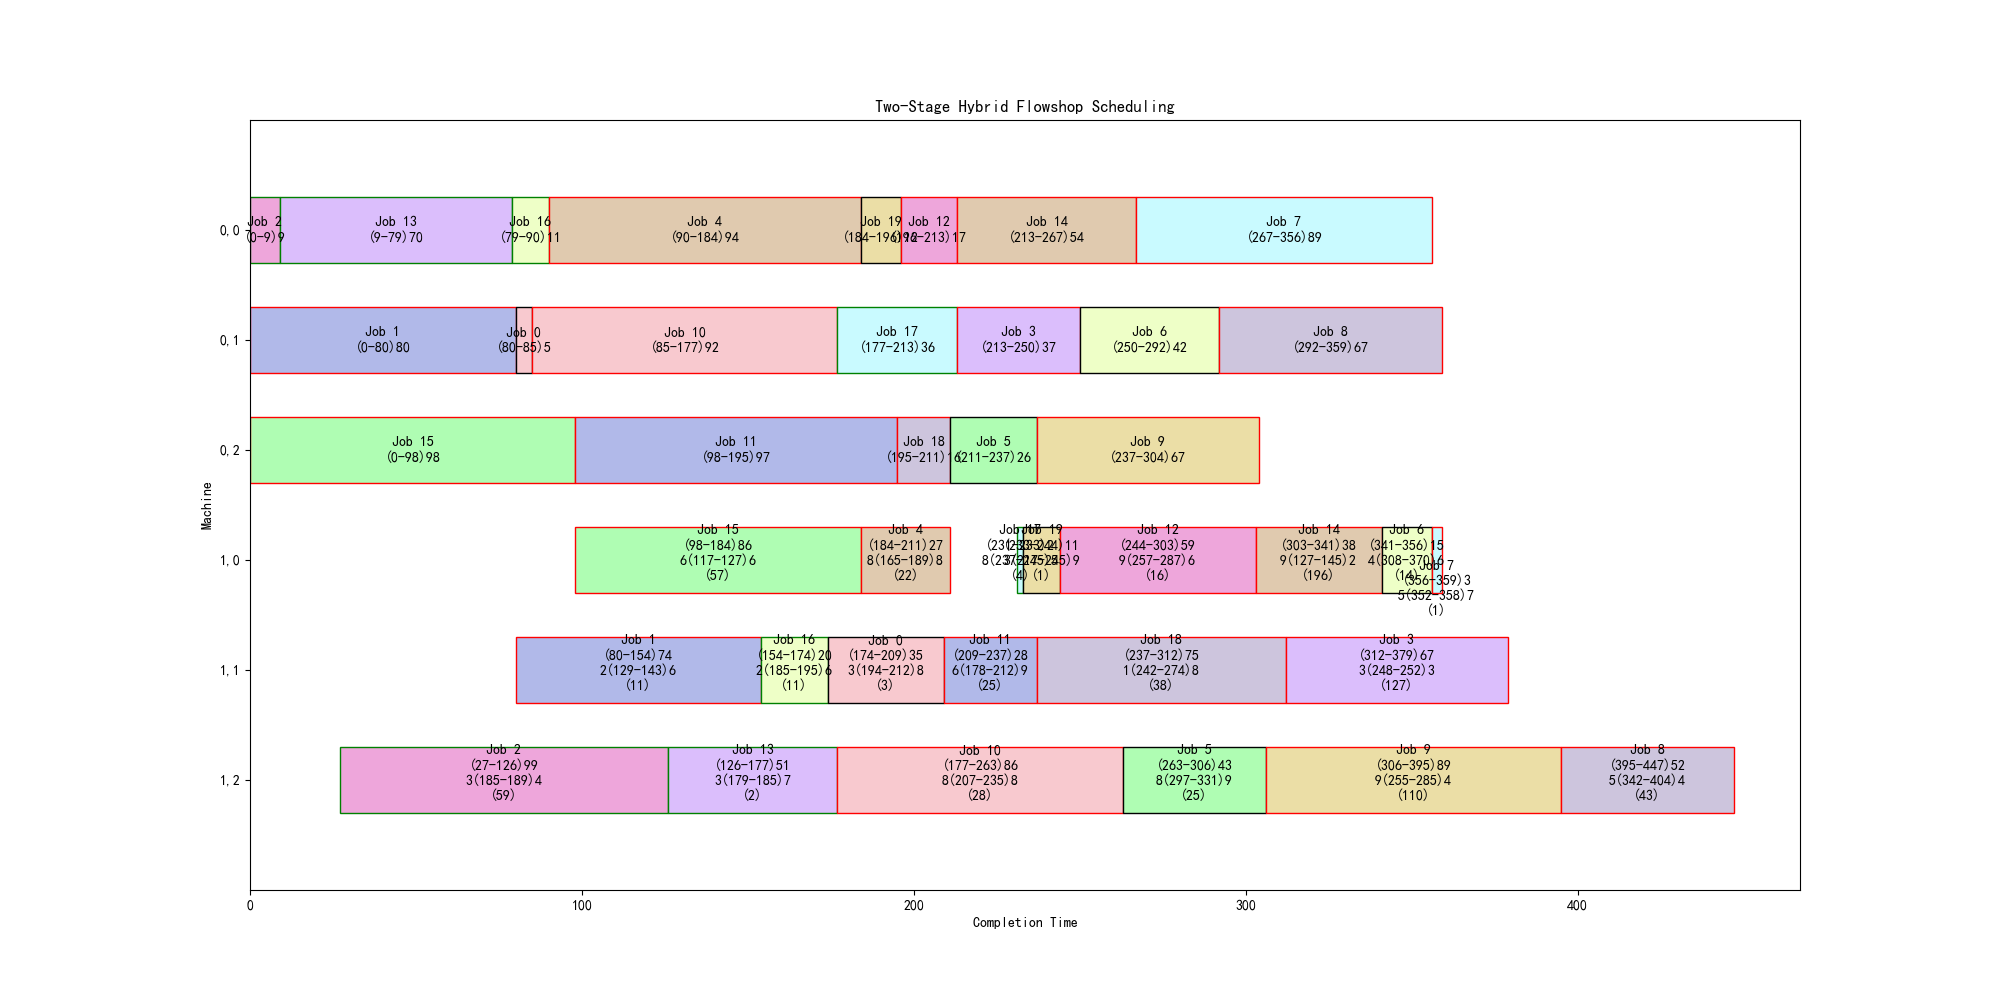 Two-Stage Hybrid Flowshop Scheduling
Machine
0,0
Job 2
(0-9)9
Job 13
(9-79)70
Job 16
(79-90)11
Job 4
(90-184)94
Job 19
(184-196)12
Job 12
(196-213)17
Job 14
(213-267)54
Job 7
(267-356)89
0,1
Job 1
(0-80)80
Job 0
(80-85)5
Job 10
(85-177)92
Job 17
(177-213)36
Job 3
(213-250)37
Job 6
(250-292)42
Job 8
(292-359)67
0,2
Job 15
(0-98)98
Job 11
(98-195)97
Job 18
(195-211)16
Job 5
(211-237)26
Job 9
(237-304)67
1,0
Job 15
(98-184)86
6(117-127)6
(57)
Job 4
(184-211)27
8(165-189)8
(22)
Job 17
(231-233)2
(4)
Job 19
(233-244)11
(1)
Job 12
(244-303)59
9(257-287)6
(16)
Job 14
(303-341)38
9(127-145)2
(196)
Job 6
(341-356)15
4(308-370)6
(14)
Job 7
(356-359)3
5(352-358)7
(1)
1,1
Job 1
(80-154)74
2(129-143)6
(11)
Job 16
(154-174)20
2(185-195)6
(11)
Job 0
(174-209)35
3(194-212)8
(3)
Job 11
(209-237)28
6(178-212)9
(25)
Job 18
(237-312)75
1(242-274)8
(38)
Job 3
(312-379)67
3(248-252)3
(127)
1,2
Job 2
(27-126)99
3(185-189)4
(59)
Job 13
(126-177)51
3(179-185)7
(2)
Job 10
(177-263)86
8(207-235)8
(28)
Job 5
(263-306)43
8(297-331)9
(25)
Job 9
(306-395)89
9(255-285)4
(110)
Job 8
(395-447)52
5(342-404)4
(43)
0
100
200
300
400
Completion Time